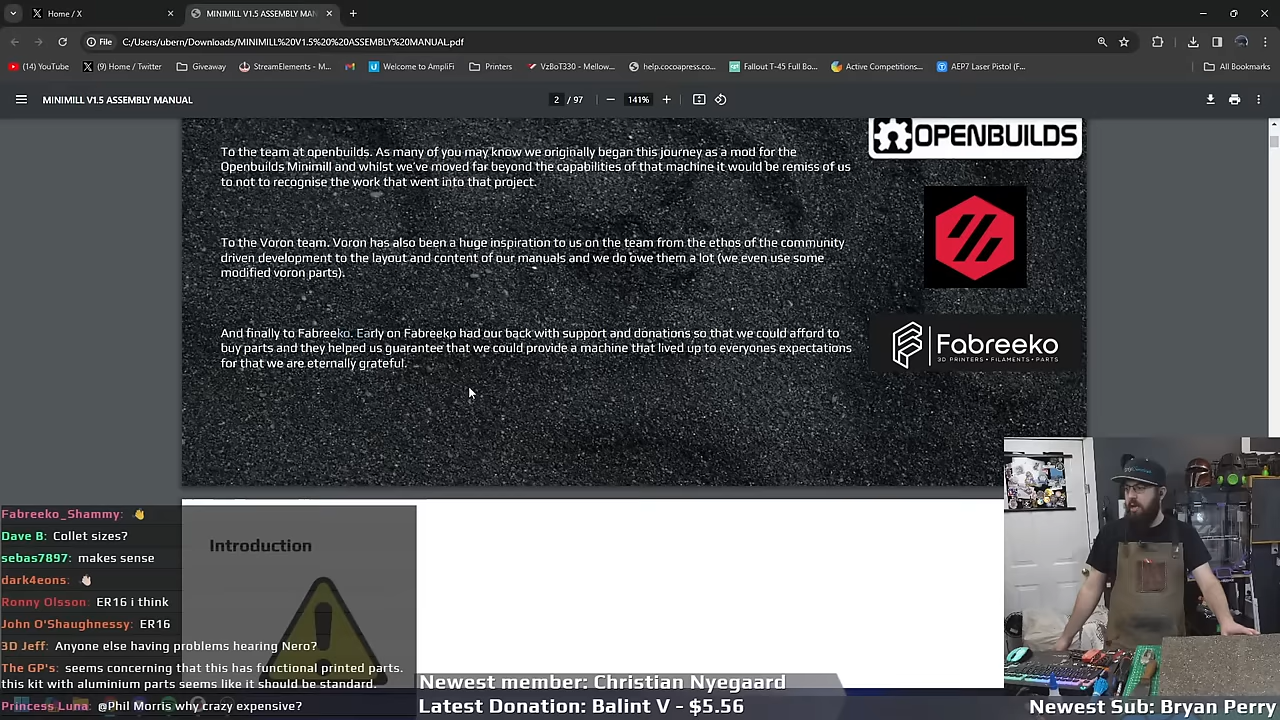 Home / X
MINIMILL V1.5 ASSEMBLY MAN
File
C:/Users/ubern/Downloads/MINIMILL%20V1.5%20%20ASSEMBLY%20MANUAL.pdf
(14) YouTube
(9) Home / Twitter
Giveaway
StreamElements - M...
Welcome to AmpliFi
Printers
VzBoT330 - Mellow...
help.cocoapress.co...
Fallout T-45 Full Bo...
Active Competitions...
AEP7 Laser Pistol (F...
All Bookmarks
MINIMILL V1.5 ASSEMBLY MANUAL
2 / 97
141%
To the team at openbuilds. As many of you may know we originally began this journey as a mod for the
Openbuilds Minimill and whilst we've moved far beyond the capabilities of that machine it would be remiss of us
to not to recognise the work that went into that project.
OPENBUILDS
To the Voron team. Voron has also been a huge inspiration to us on the team from the ethos of the community
driven development to the layout and content of our manuals and we do owe them a lot (we even use some
modified voron parts).
And finally to Fabreeko. Early on Fabreeko had our back with support and donations so that we could afford to
buy parts and they helped us guarantee that we could provide a machine that lived up to everyones expectations
for that we are eternally grateful.
Fabreeko
3D PRINTERS • FILAMENTS • PARTS
Introduction
Fabreeko_Shammy: 👋
Dave B: Collet sizes?
sebas7897: makes sense
dark4eons: 👋🏻
Ronny Olsson: ER16 i think
John O'Shaughnessy: ER16
3D Jeff: Anyone else having problems hearing Nero?
The GP's: seems concerning that this has functional printed parts.
this kit with aluminium parts seems like it should be standard.
Princess Luna: @Phil Morris why crazy expensive?
Newest member: Christian Nyegaard
Latest Donation: Balint V - $5.56
Newest Sub: Bryan Perry